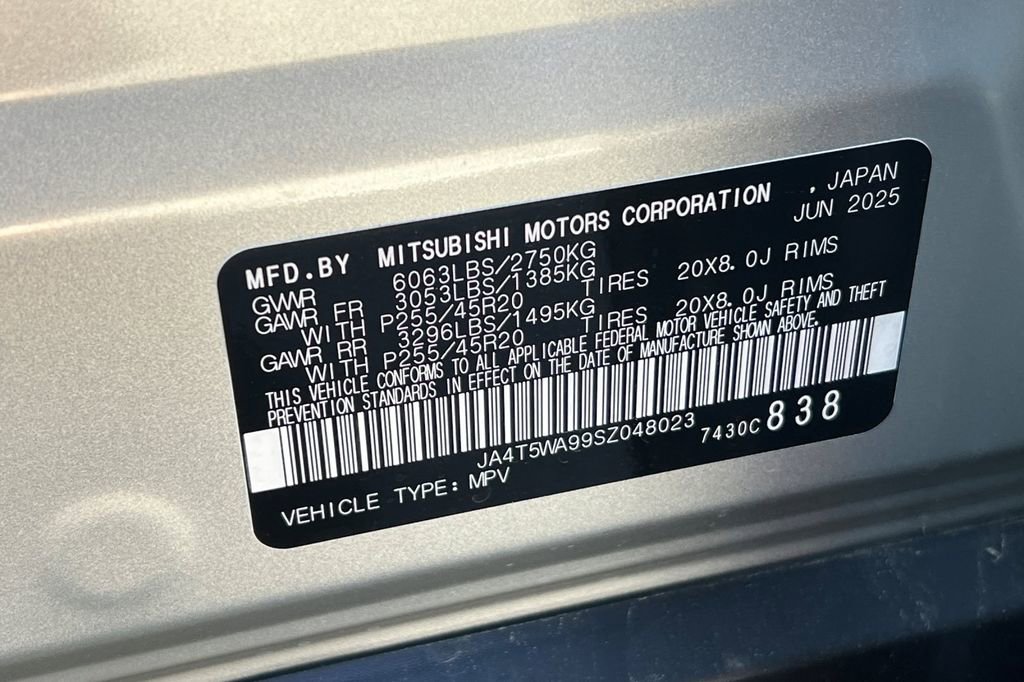 MFD.BY MITSUBISHI MOTORS CORPORATION , JAPAN
JUN 2025
GVWR 6063LBS/2750KG
GAWR FR 3053LBS/1385KG
WITH P255/45R20 TIRES 20X8.0J RIMS
GAWR RR 3296LBS/1495KG
WITH P255/45R20 TIRES 20X8.0J RIMS
THIS VEHICLE CONFORMS TO ALL APPLICABLE FEDERAL MOTOR VEHICLE SAFETY AND THEFT
PREVENTION STANDARDS IN EFFECT ON THE DATE OF MANUFACTURE SHOWN ABOVE.
JA4T5WA99SZ048023 7430C 838
VEHICLE TYPE: MPV